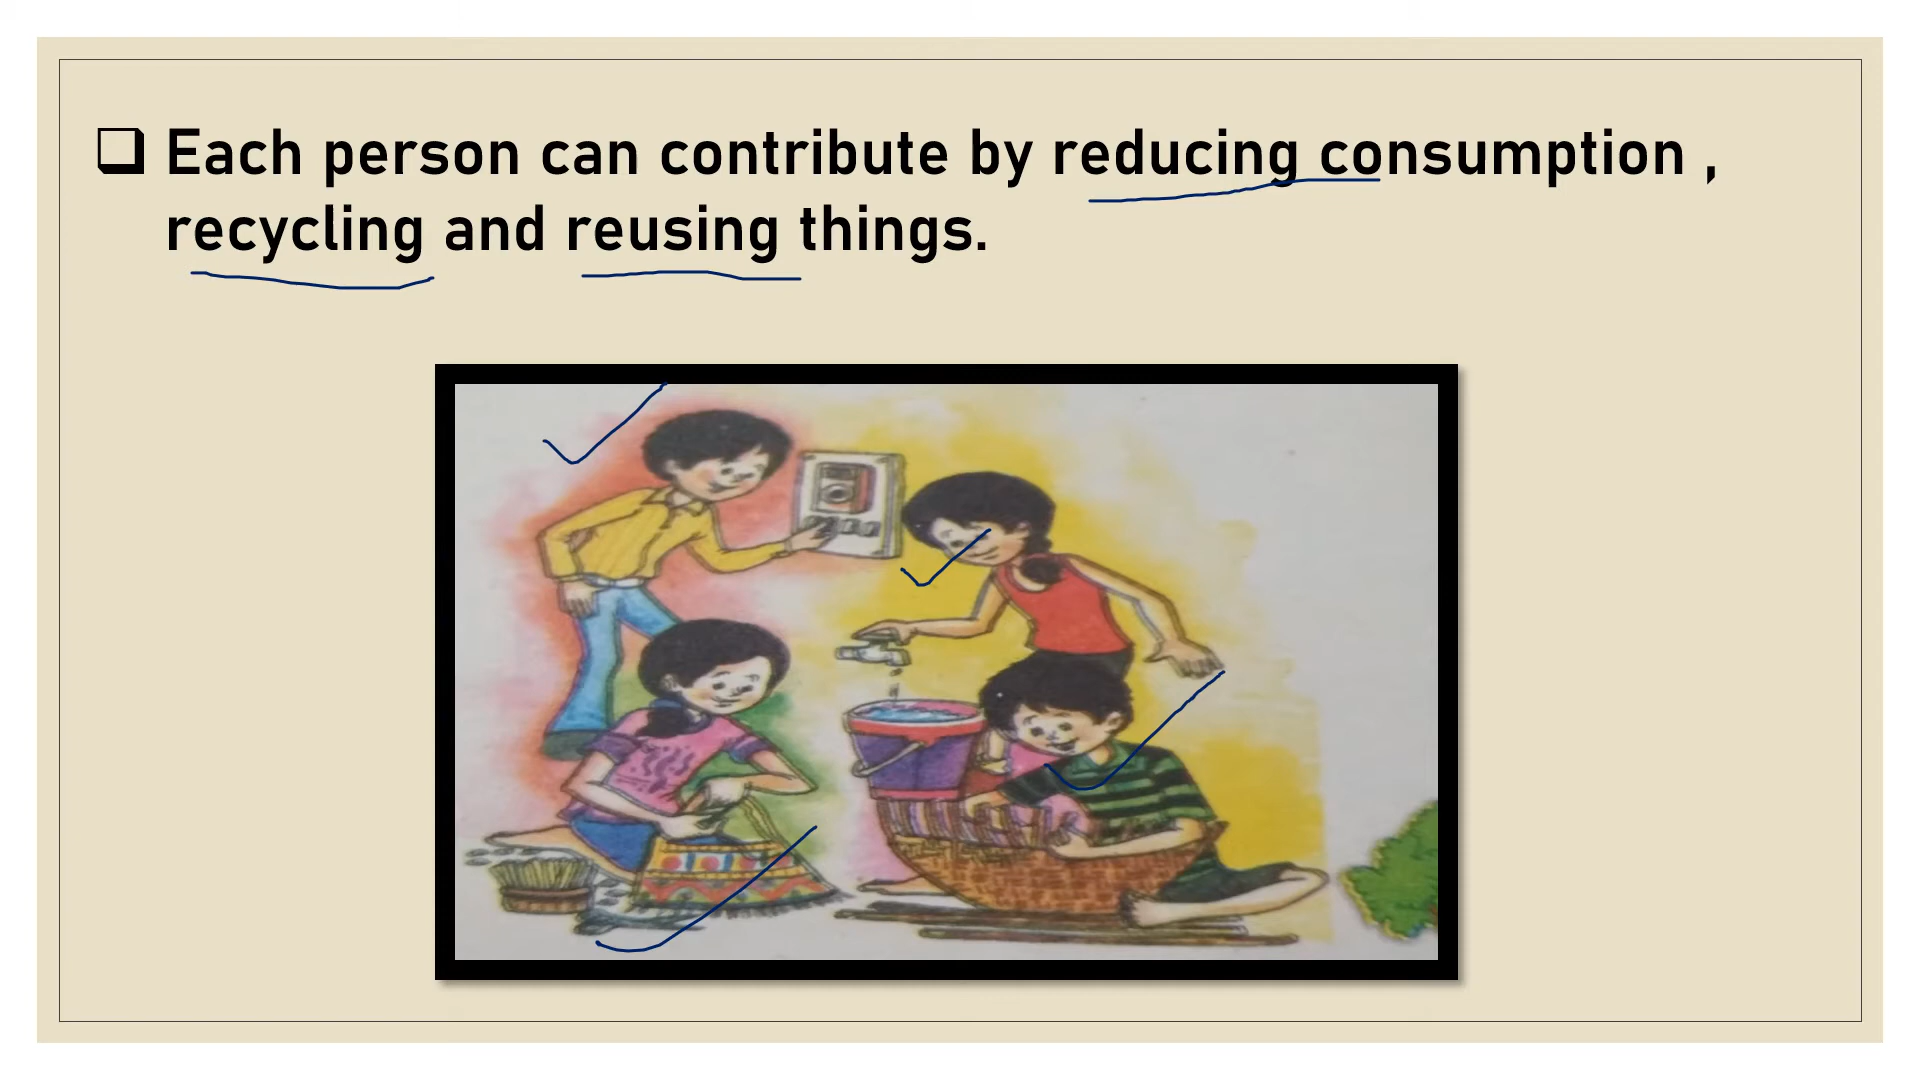 Each person can contribute by reducing consumption ,
recycling and reusing things.